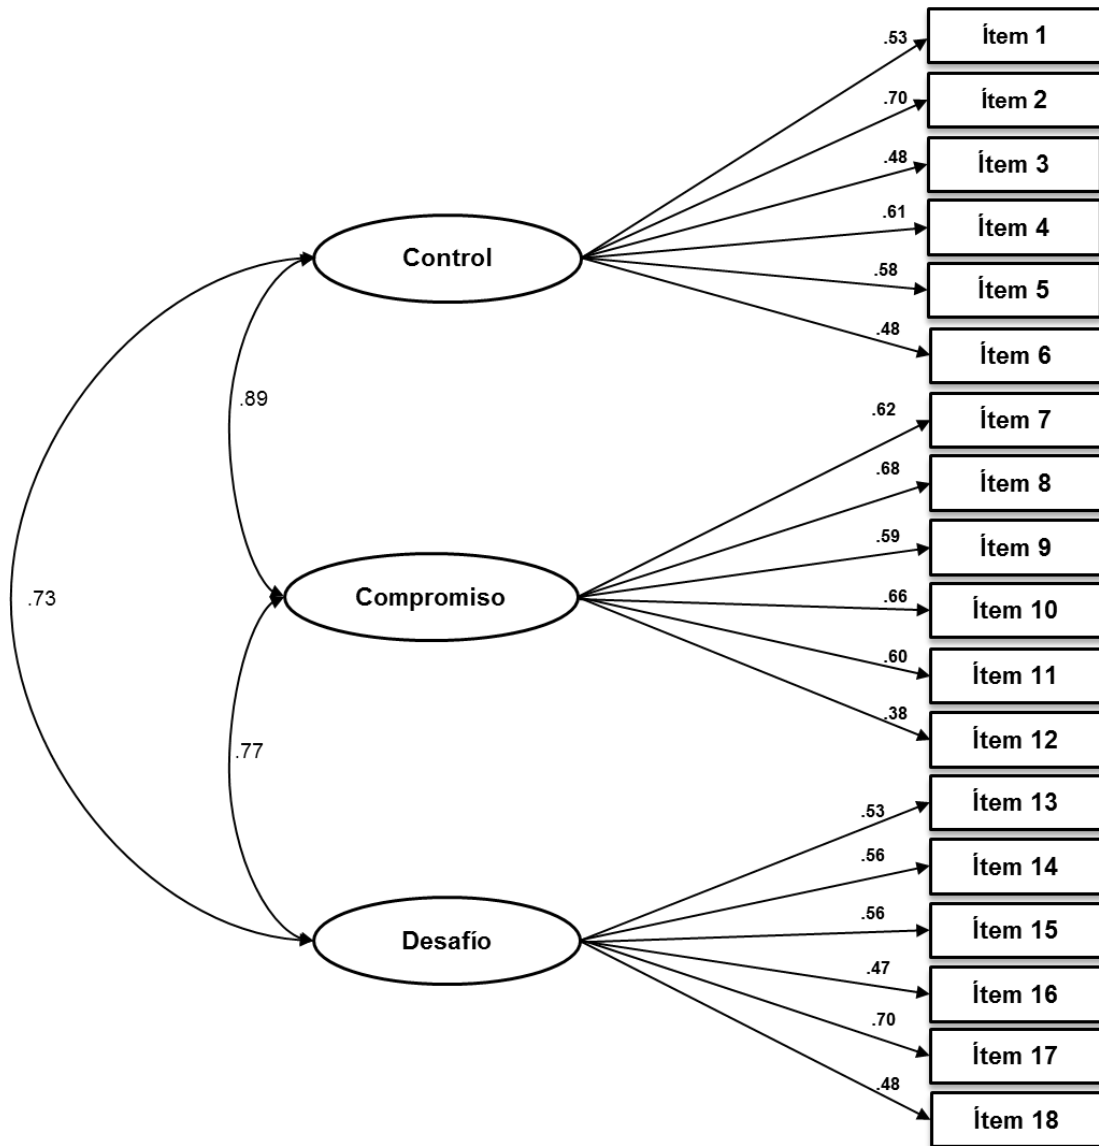 .53
Ítem 1
.70
Ítem 2
.48
Ítem 3
.61
Ítem 4
Control
.58
Ítem 5
.48
Ítem 6
.89
.62
Ítem 7
.68
Ítem 8
.59
Ítem 9
.73
Compromiso
.66
Ítem 10
.60
Ítem 11
.38
Ítem 12
.77
.53
Ítem 13
.56
Ítem 14
.56
Ítem 15
Desafío
.47
Ítem 16
.70
Ítem 17
.48
Ítem 18